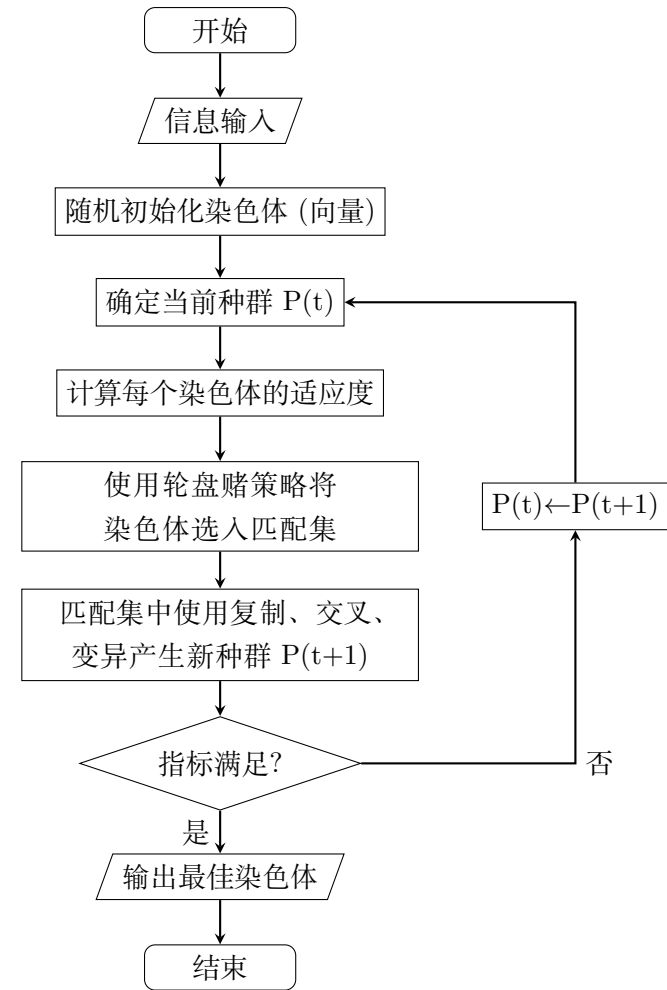 开始
信息输入
随机初始化染色体 (向量)
确定当前种群 P(t)
计算每个染色体的适应度
使用轮盘赌策略将
染色体选入匹配集
P(t)←P(t+1)
匹配集中使用复制、交叉、
变异产生新种群 P(t+1)
指标满足?
否
是
输出最佳染色体
结束